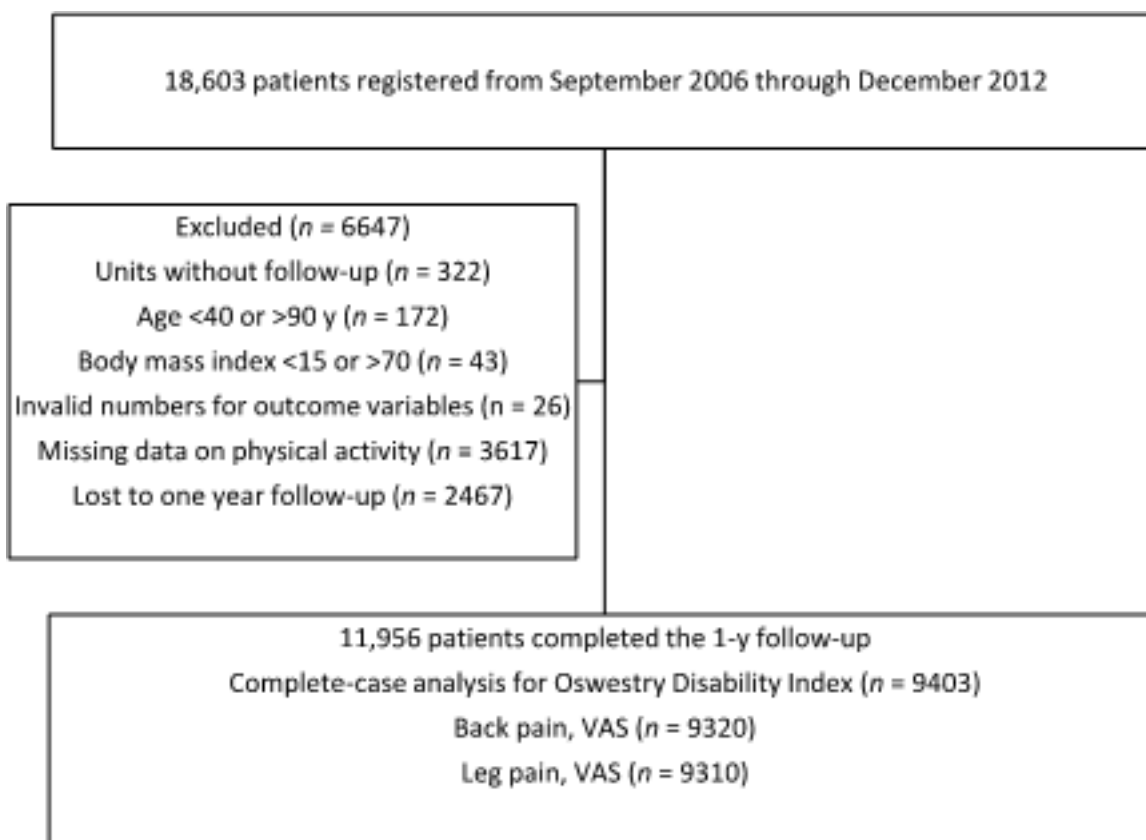 18,603 patients registered from September 2006 through December 2012
Excluded (n = 6647)
Units without follow-up (n = 322)
Age <40 or >90 y (n = 172)
Body mass index <15 or >70 (n = 43)
Invalid numbers for outcome variables (n = 26)
Missing data on physical activity (n = 3617)
Lost to one year follow-up (n = 2467)
11,956 patients completed the 1-y follow-up
Complete-case analysis for Oswestry Disability Index (n = 9403)
Back pain, VAS (n = 9320)
Leg pain, VAS (n = 9310)